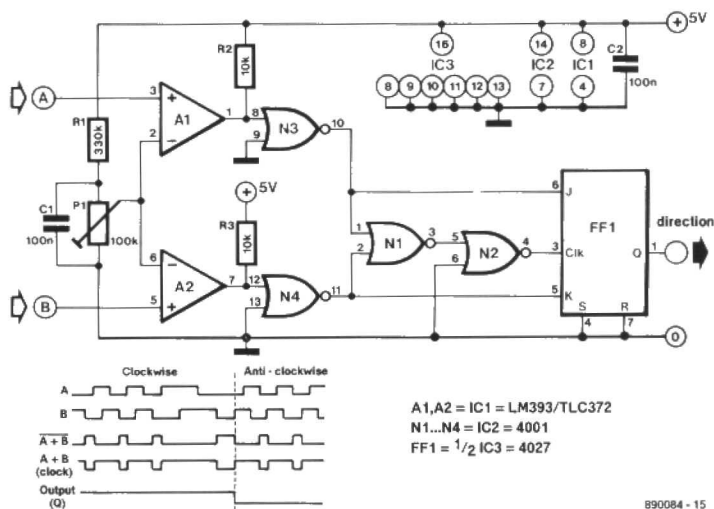 5V
R2
10k
16
IC3
14
IC2
8
IC1
C2
100n
8 9 10 11 12 13
7
4
A
R1
330k
3
+
A1
1
2
−
8
9
N3
10
5V
C1
100n
P1
100k
R3
10k
6
−
A2
7
5
+
B
12
13
N4
11
1
2
N1
3
5
6
N2
4
6
J
FF1
3
Clk
Q
1
direction
5
K
S
R
4
7
0
Clockwise
Anti-clockwise
A
B
A + B
A + B
(clock)
Output
(Q)
A1,A2 = IC1 = LM393/TLC372
N1...N4 = IC2 = 4001
FF1 = 1/2 IC3 = 4027
890084 - 15